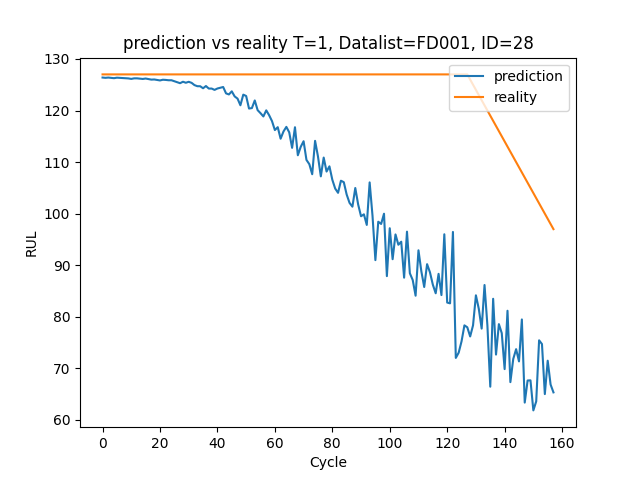 prediction vs reality T=1, Datalist=FD001, ID=28
130
120
110
100
90
80
70
60
RUL
prediction
reality
0 20 40 60 80 100 120 140 160
Cycle